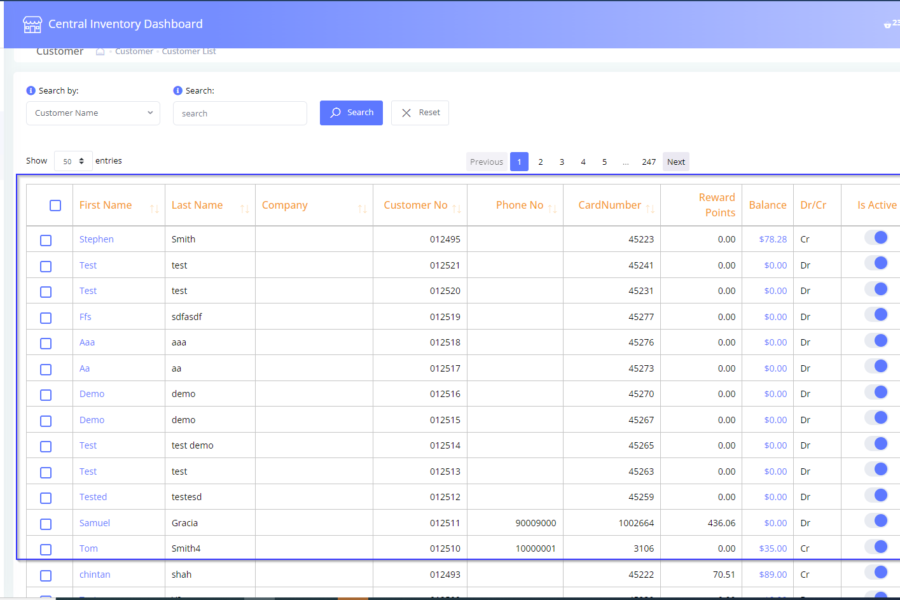 Central Inventory Dashboard
Customer - Customer - Customer List
Search by: Search:
Customer Name search Search Reset
Show 50 entries Previous 1 2 3 4 5 ... 247 Next
First Name Last Name Company Customer No Phone No CardNumber Reward Points Balance Dr/Cr Is Active
Stephen Smith 012495 45223 0.00 $78.28 Cr
Test test 012521 45241 0.00 $0.00 Dr
Test test 012520 45231 0.00 $0.00 Dr
Ffs sdfasdf 012519 45277 0.00 $0.00 Dr
Aaa aaa 012518 45276 0.00 $0.00 Dr
Aa aa 012517 45273 0.00 $0.00 Dr
Demo demo 012516 45270 0.00 $0.00 Dr
Demo demo 012515 45267 0.00 $0.00 Dr
Test test demo 012514 45265 0.00 $0.00 Dr
Test test 012513 45263 0.00 $0.00 Dr
Tested testesd 012512 45259 0.00 $0.00 Dr
Samuel Gracia 012511 90009000 1002664 436.06 $0.00 Dr
Tom Smith4 012510 10000001 3106 0.00 $35.00 Cr
chintan shah 012493 45222 70.51 $89.00 Cr